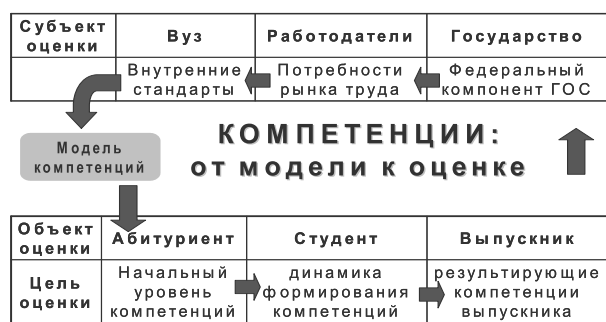 Субъект оценки Вуз Работодатели Государство
Внутренние стандарты Потребности рынка труда Федеральный компонент ГОС
Модель компетенций
КОМПЕТЕНЦИИ:
от модели к оценке
Объект оценки Абитуриент Студент Выпускник
Цель оценки Начальный уровень компетенций динамика формирования компетенций результирующие компетенции выпускника